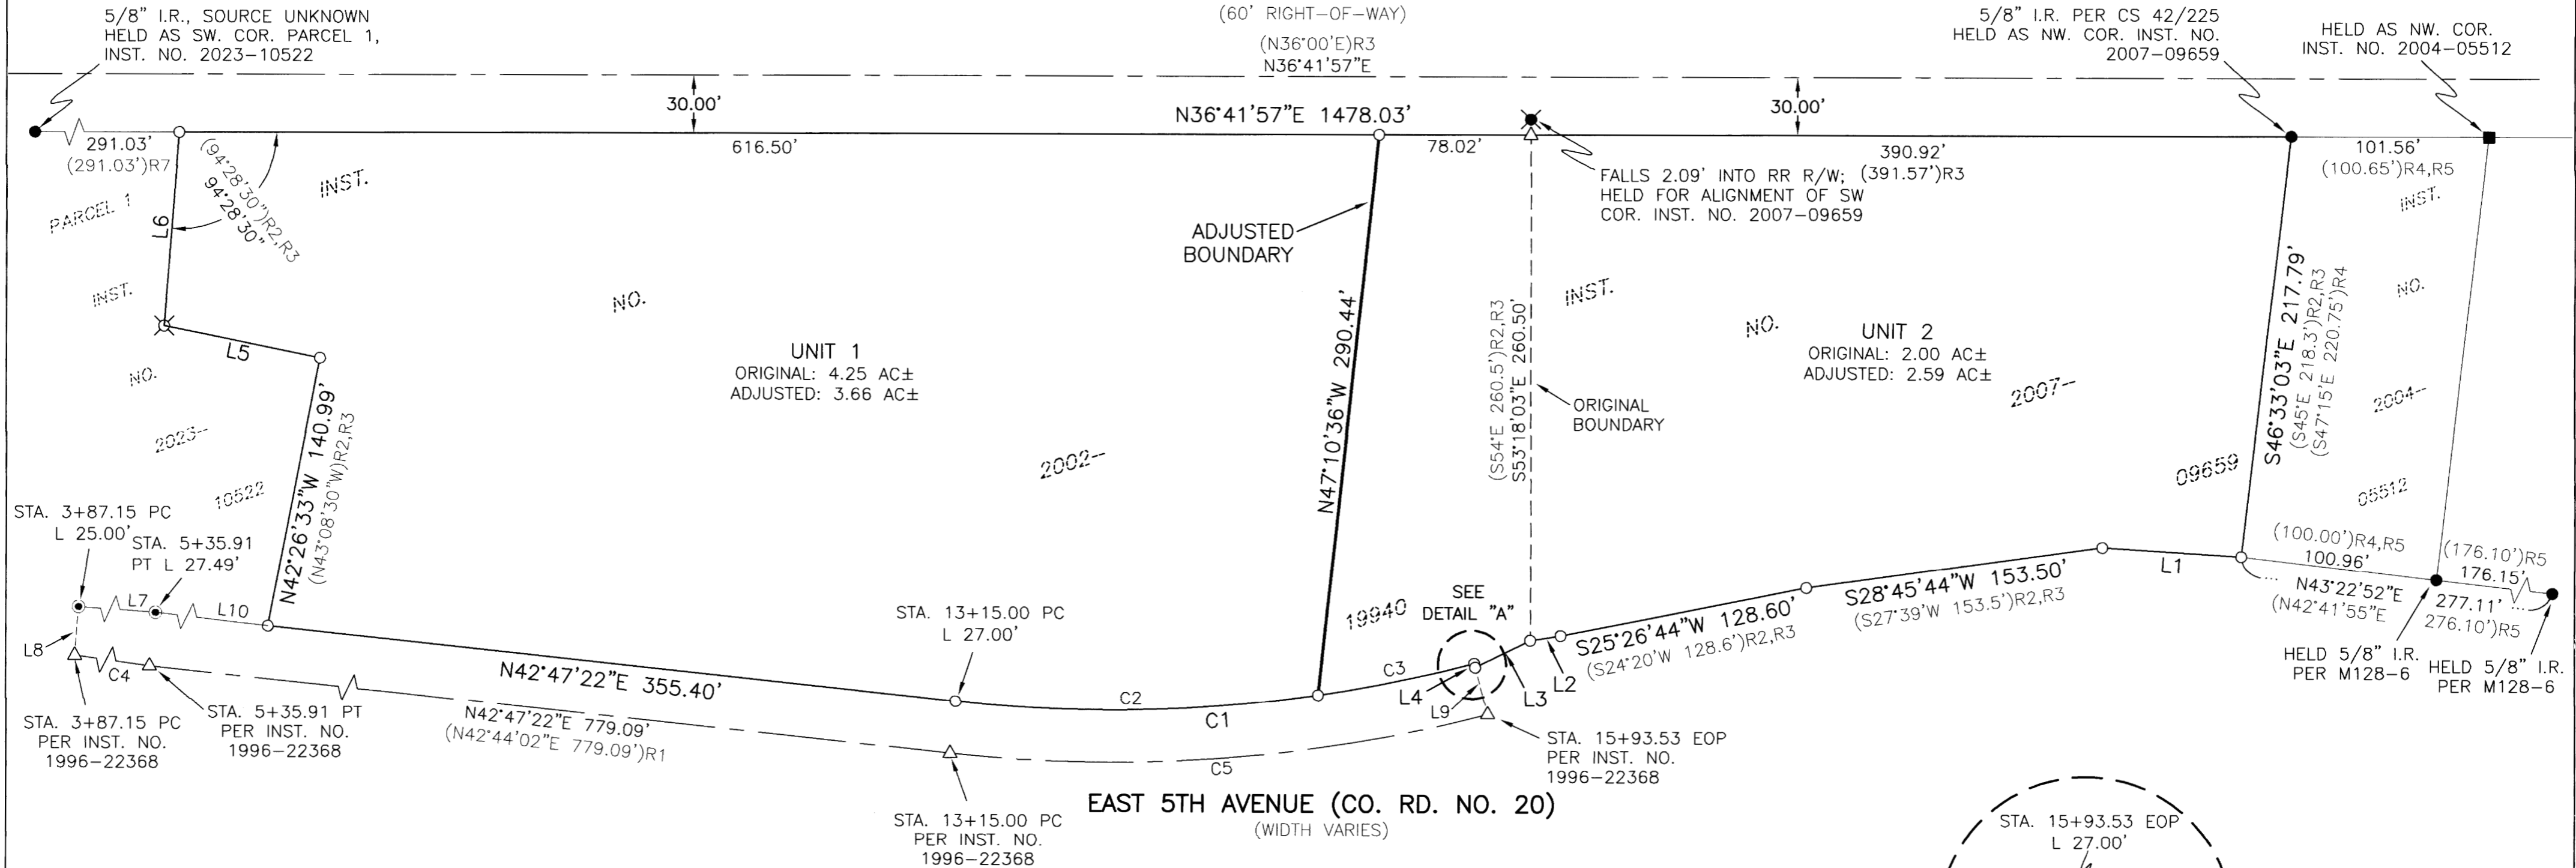 5/8" I.R., SOURCE UNKNOWN
HELD AS SW. COR. PARCEL 1,
INST. NO. 2023-10522
(60' RIGHT-OF-WAY)
(N36°00'E)R3
N36°41'57"E
5/8" I.R. PER CS 42/225
HELD AS NW. COR. INST. NO.
2007-09659
HELD AS NW. COR.
INST. NO. 2004-05512
30.00'
N36°41'57"E 1478.03'
30.00'
291.03'
(291.03')R7
616.50'
78.02'
390.92'
(391.57')R3
101.56'
(100.65')R4,R5
FALLS 2.09' INTO RR R/W;
HELD FOR ALIGNMENT OF SW
COR. INST. NO. 2007-09659
(94°28'30")R2,R3
94°28'30"
L6
PARCEL 1
INST.
NO.
2023-
10522
L5
N42°26'33"W 140.99'
(N43°08'30"W)R2,R3
INST.
NO.
2002-
19940
UNIT 1
ORIGINAL: 4.25 AC±
ADJUSTED: 3.66 AC±
ADJUSTED
BOUNDARY
N47°10'36"W 290.44'
(S54°E 260.5')R2,R3
S53°18'03"E 260.50'
ORIGINAL
BOUNDARY
INST.
NO.
2007-
09659
UNIT 2
ORIGINAL: 2.00 AC±
ADJUSTED: 2.59 AC±
S46°33'03"E 217.79'
(S45°E 218.3')R2,R3
(S47°15'E 220.75')R4
INST.
NO.
2004-
05512
STA. 3+87.15 PC
L 25.00'
STA. 5+35.91
PT L 27.49'
L7
L10
L8
C4
STA. 3+87.15 PC
PER INST. NO.
1996-22368
STA. 5+35.91 PT
PER INST. NO.
1996-22368
N42°47'22"E 355.40'
N42°47'22"E 779.09'
(N42°44'02"E 779.09')R1
STA. 13+15.00 PC
L 27.00'
STA. 13+15.00 PC
PER INST. NO.
1996-22368
C2
C1
C3
C5
SEE
DETAIL "A"
L4
L9
L3
L2
S25°26'44"W 128.60'
(S24°20'W 128.6')R2,R3
S28°45'44"W 153.50'
(S27°39'W 153.5')R2,R3
L1
(100.00')R4,R5
100.96'
(176.10')R5
176.15'
N43°22'52"E
277.11'
(N42°41'55"E
276.10')R5
HELD 5/8" I.R.
PER M128-6
HELD 5/8" I.R.
PER M128-6
STA. 15+93.53 EOP
PER INST. NO.
1996-22368
EAST 5TH AVENUE (CO. RD. NO. 20)
(WIDTH VARIES)
STA. 15+93.53 EOP
L 27.00'